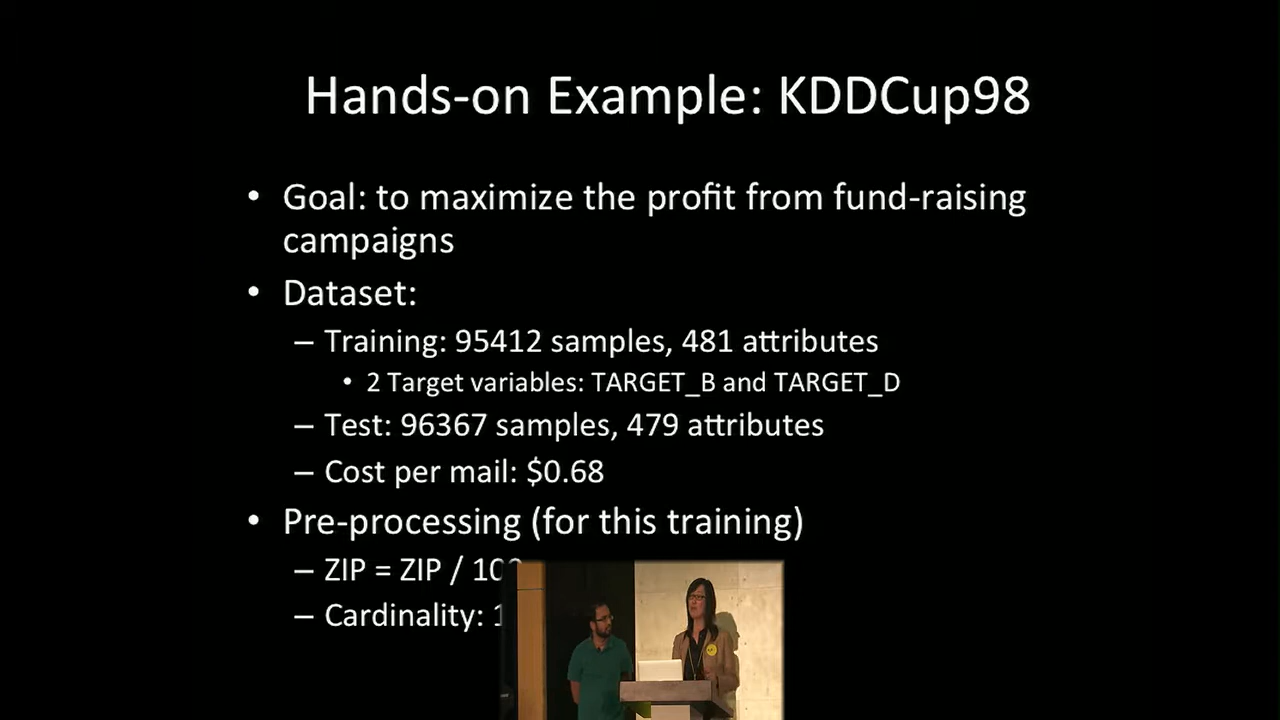 Hands-on Example: KDDCup98
• Goal: to maximize the profit from fund-raising
campaigns
• Dataset:
– Training: 95412 samples, 481 attributes
• 2 Target variables: TARGET_B and TARGET_D
– Test: 96367 samples, 479 attributes
– Cost per mail: $0.68
• Pre-processing (for this training)
– ZIP = ZIP /
– Cardinality: